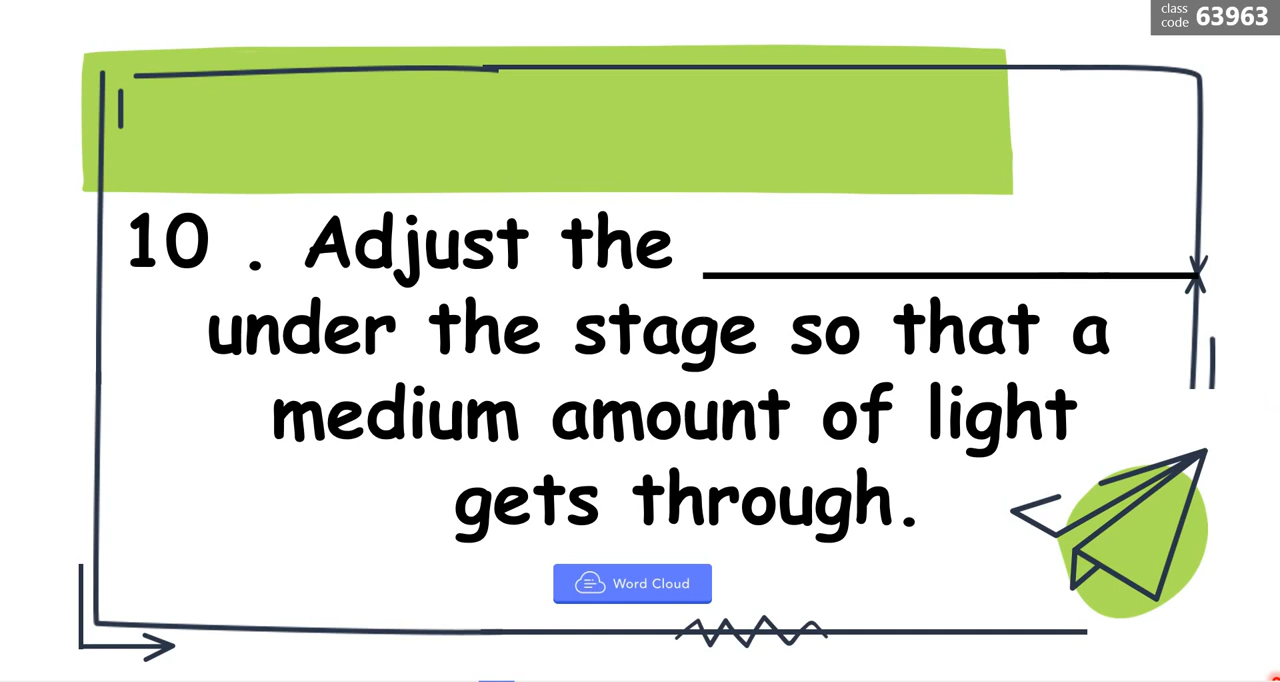 class
code 63963
10 . Adjust the ______________
under the stage so that a
medium amount of light
gets through.
Word Cloud